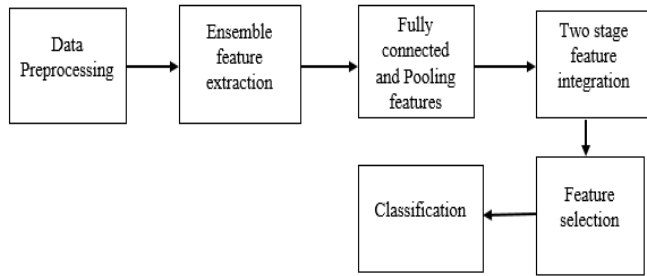 Data
Preprocessing
Ensemble
feature
extraction
Fully
connected
and Pooling
features
Two stage
feature
integration
Feature
selection
Classification